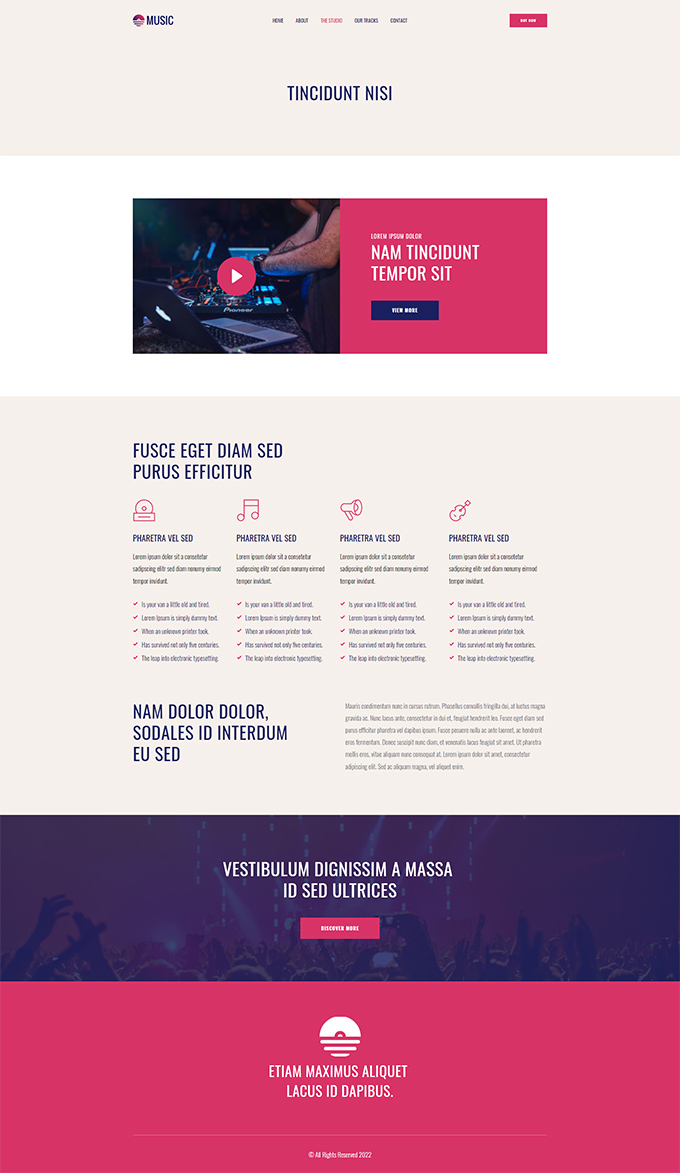 MUSIC
HOME ABOUT THE STUDIO OUR TRACKS CONTACT
BUY NOW
TINCIDUNT NISI
Pioneer
LOREM IPSUM DOLOR
NAM TINCIDUNT
TEMPOR SIT
VIEW MORE
FUSCE EGET DIAM SED
PURUS EFFICITUR
PHARETRA VEL SED
Lorem ipsum dolor sit a consetetur
sadipscing elitr sed diam nonumy eirmod
tempor invidunt.
Is your van a little old and tired.
Lorem Ipsum is simply dummy text.
When an unknown printer took.
Has survived not only five centuries.
The leap into electronic typesetting.
PHARETRA VEL SED
Lorem ipsum dolor sit a consetetur
sadipscing elitr sed diam nonumy eirmod
tempor invidunt.
Is your van a little old and tired.
Lorem Ipsum is simply dummy text.
When an unknown printer took.
Has survived not only five centuries.
The leap into electronic typesetting.
PHARETRA VEL SED
Lorem ipsum dolor sit a consetetur
sadipscing elitr sed diam nonumy eirmod
tempor invidunt.
Is your van a little old and tired.
Lorem Ipsum is simply dummy text.
When an unknown printer took.
Has survived not only five centuries.
The leap into electronic typesetting.
PHARETRA VEL SED
Lorem ipsum dolor sit a consetetur
sadipscing elitr sed diam nonumy eirmod
tempor invidunt.
Is your van a little old and tired.
Lorem Ipsum is simply dummy text.
When an unknown printer took.
Has survived not only five centuries.
The leap into electronic typesetting.
NAM DOLOR DOLOR,
SODALES ID INTERDUM
EU SED
Mauris condimentum nunc in cursus rutrum. Phasellus convallis fringilla dui, at luctus magna
gravida ac. Nunc lacus ante, consectetur in dui et, feugiat hendrerit leo. Fusce eget diam sed
purus efficitur pharetra vel dapibus ipsum. Fusce posuere nulla ac ante laoreet, ac hendrerit
eros fermentum. Donec suscipit nunc diam, et venenatis lacus feugiat sit amet. Ut pharetra
mollis eros, vitae aliquam nunc consequat at. Lorem ipsum dolor sit amet, consectetur
adipiscing elit. Sed ac aliquam magna, vel aliquet enim.
VESTIBULUM DIGNISSIM A MASSA
ID SED ULTRICES
DISCOVER MORE
ETIAM MAXIMUS ALIQUET
LACUS ID DAPIBUS.
© All Rights Reserved 2022